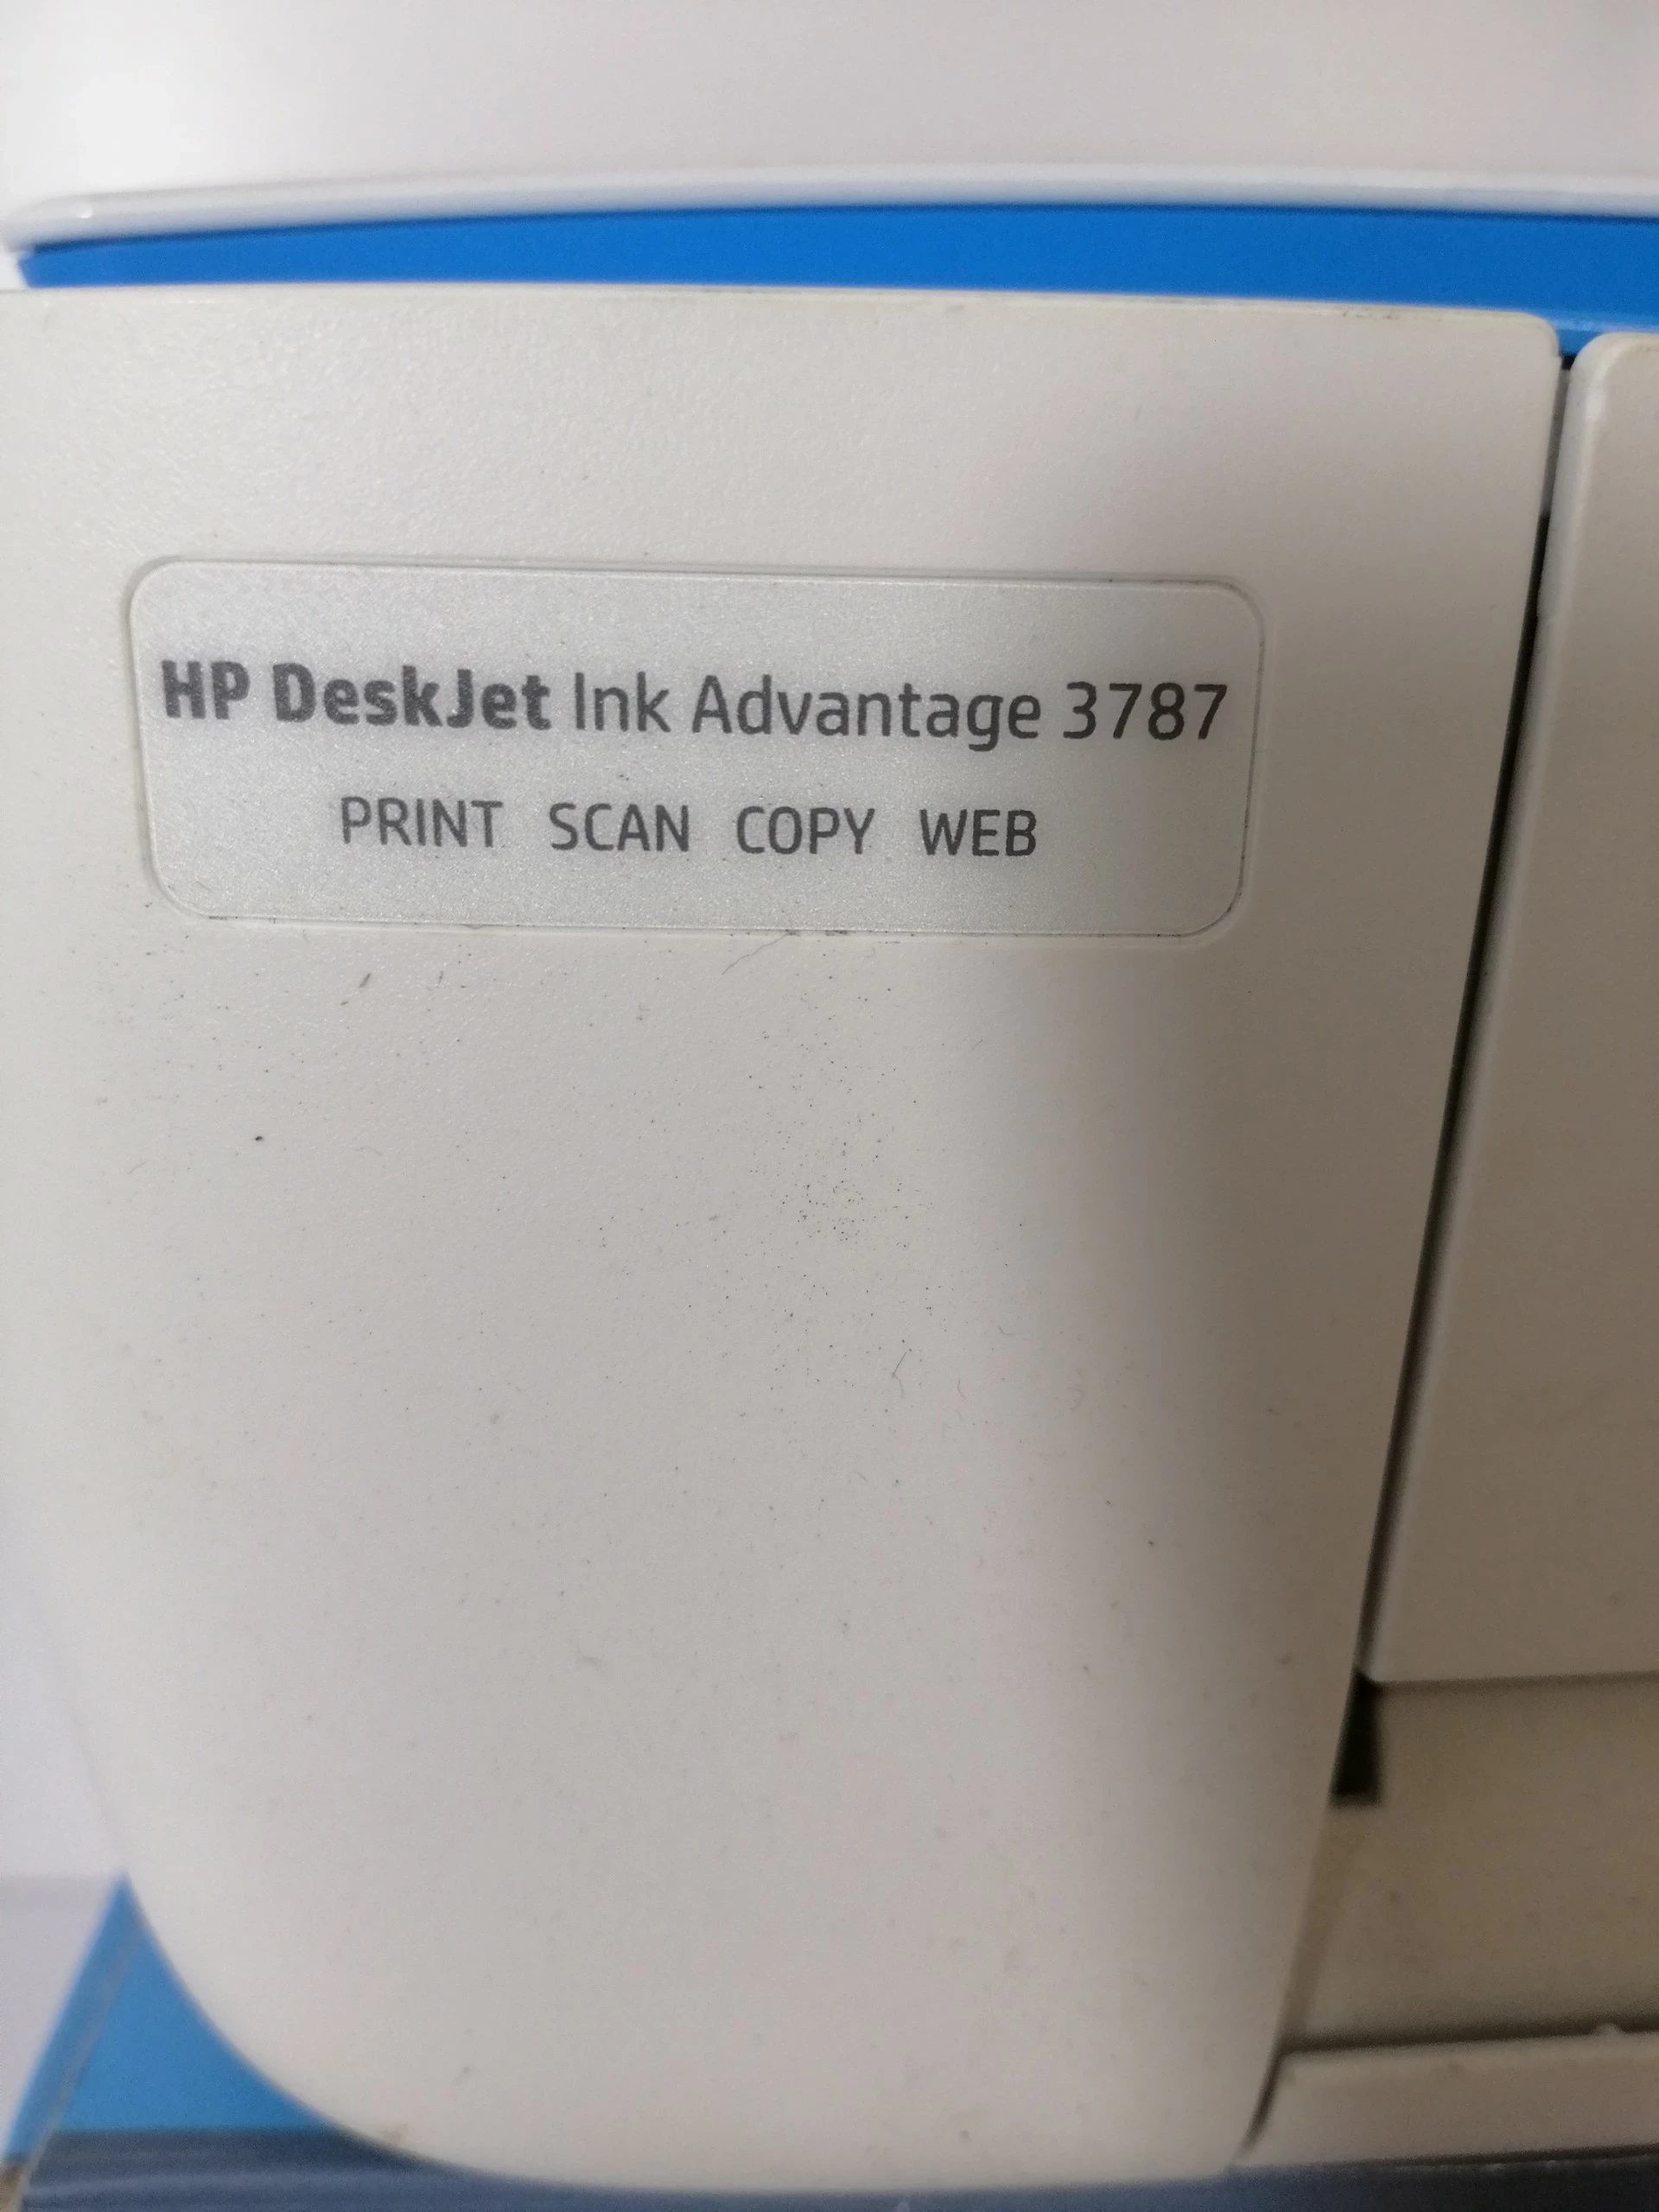 HP DeskJet Ink Advantage 3787
PRINT SCAN COPY WEB